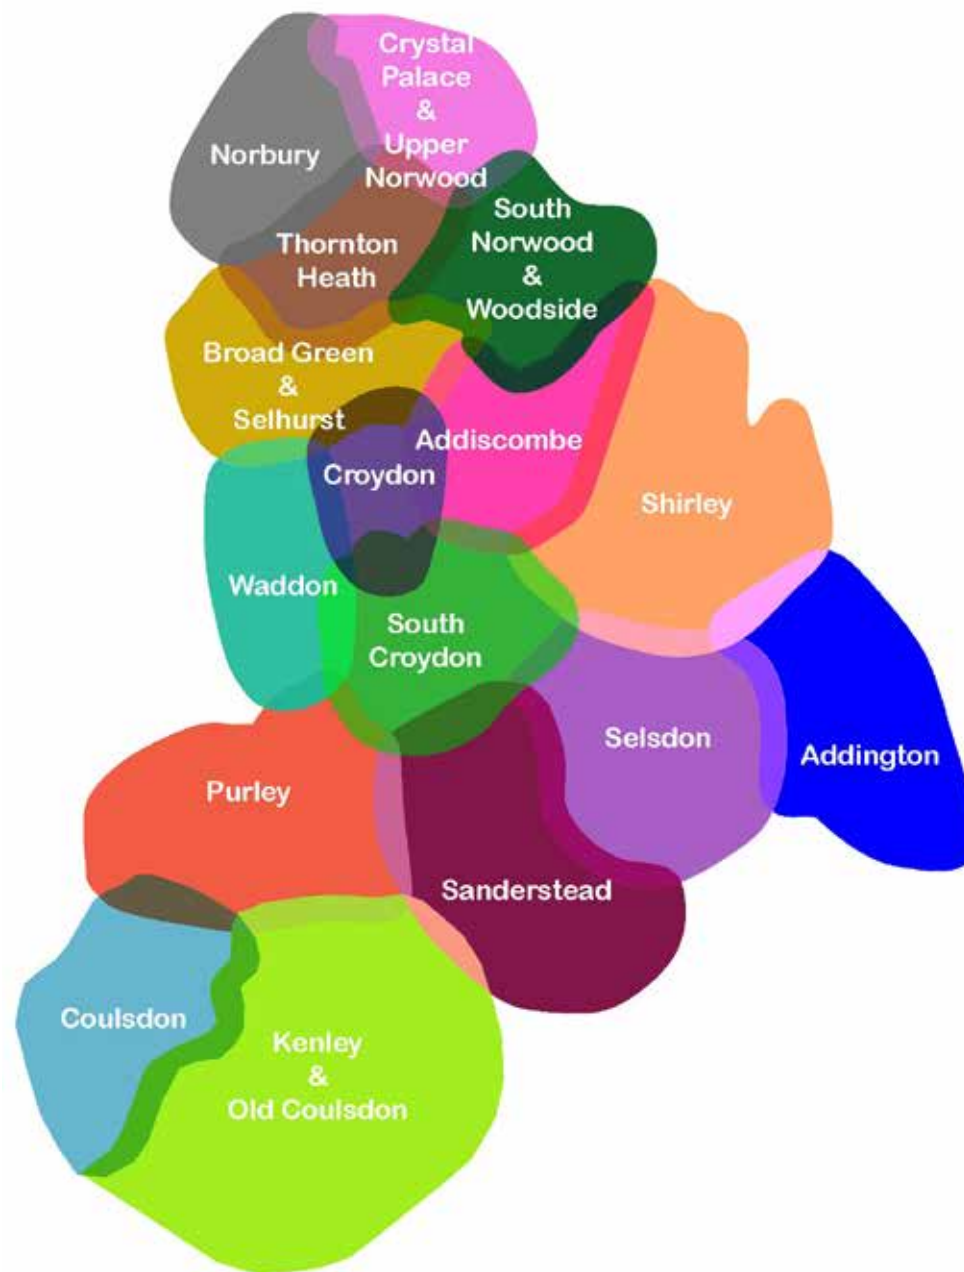 Crystal
Palace
&
Upper
Norwood
Norbury
South
Norwood
&
Woodside
Thornton
Heath
Broad Green
&
Selhurst
Addiscombe
Croydon
Shirley
Waddon
South
Croydon
Selsdon
Addington
Purley
Sanderstead
Coulsdon
Kenley
&
Old Coulsdon